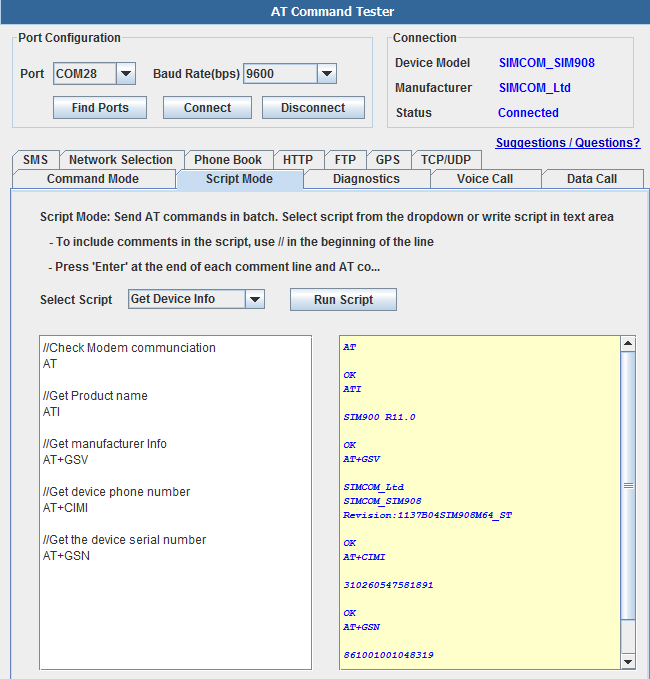 AT Command Tester
Port Configuration
Port COM28 Baud Rate(bps) 9600
Find Ports Connect Disconnect
Connection
Device Model SIMCOM_SIM908
Manufacturer SIMCOM_Ltd
Status Connected
Suggestions / Questions?
SMS Network Selection Phone Book HTTP FTP GPS TCP/UDP
Command Mode Script Mode Diagnostics Voice Call Data Call
Script Mode: Send AT commands in batch. Select script from the dropdown or write script in text area
- To include comments in the script, use // in the beginning of the line
- Press 'Enter' at the end of each comment line and AT co...
Select Script Get Device Info Run Script
//Check Modem communciation
AT
//Get Product name
ATI
//Get manufacturer Info
AT+GSV
//Get device phone number
AT+CIMI
//Get the device serial number
AT+GSN
AT
OK
ATI
SIM900 R11.0
OK
AT+GSV
SIMCOM_Ltd
SIMCOM_SIM908
Revision:1137B04SIM908M64_ST
OK
AT+CIMI
310260547581891
OK
AT+GSN
861001001048319